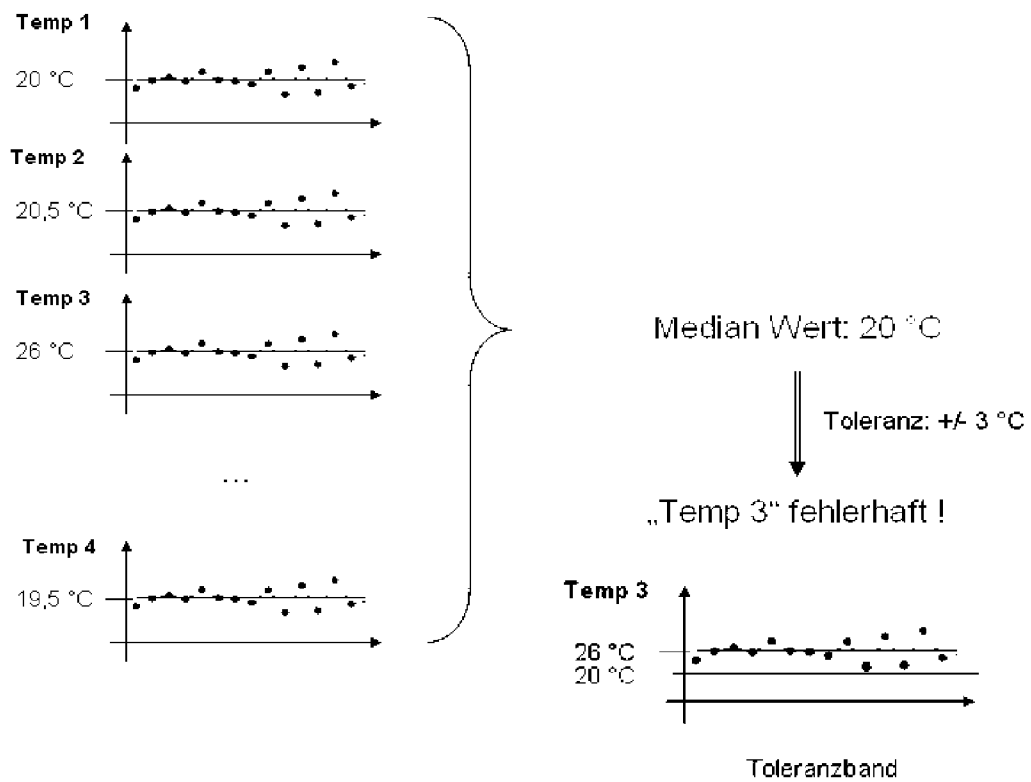 Temp 1
20 °C
Temp 2
20,5 °C
Temp 3
26 °C
...
Temp 4
19,5 °C
Median Wert: 20 °C
Toleranz: +/- 3 °C
„Temp 3“ fehlerhaft !
Temp 3
26 °C
20 °C
Toleranzband